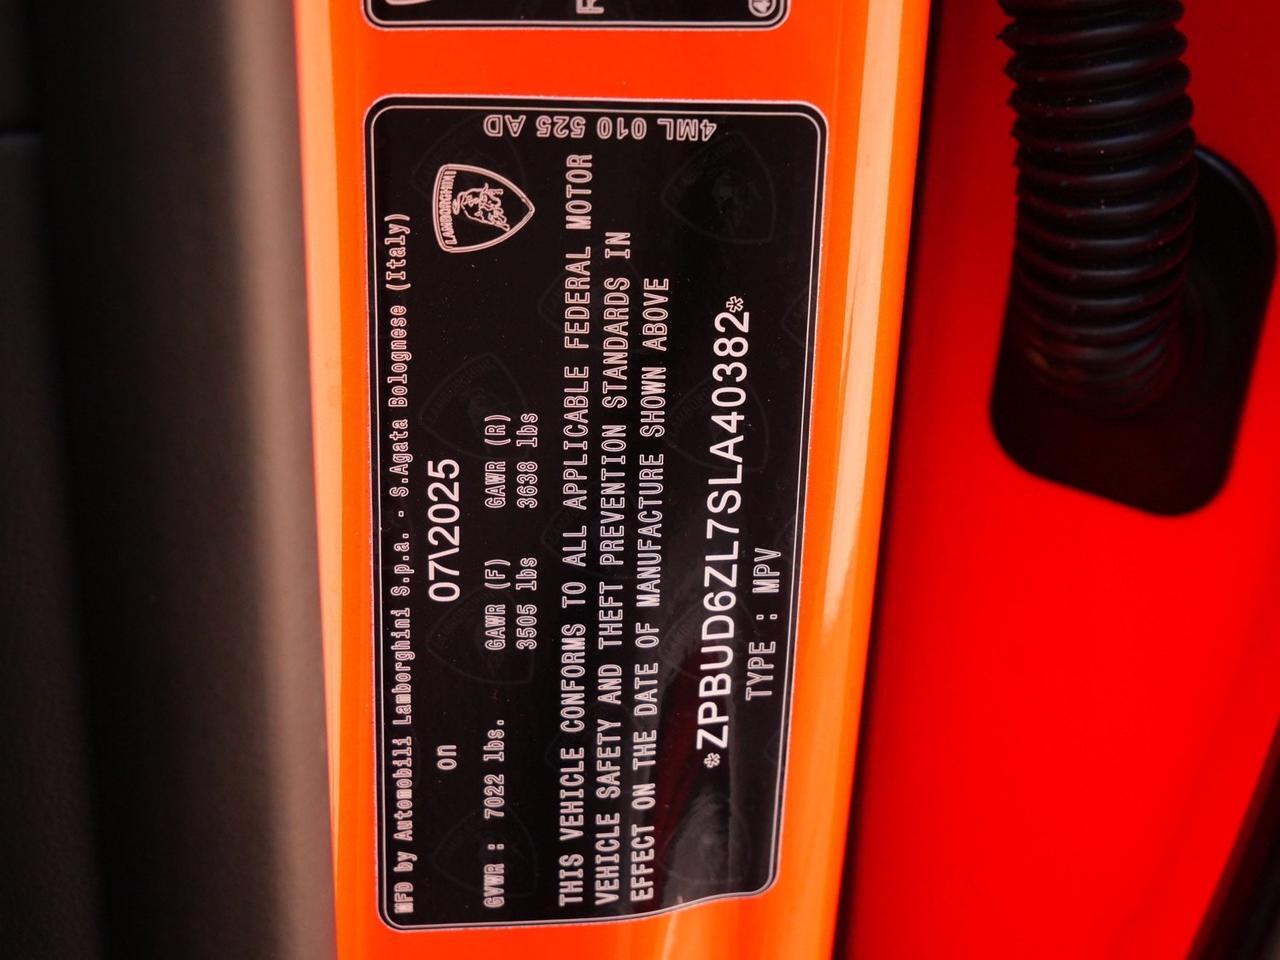 4ML 010 525 AD
LAMBORGHINI
MFD by Automobili Lamborghini S.p.a. - S.Agata Bolognese (Italy)
on 07\2025
GVWR : 7022 lbs. GAWR (F) GAWR (R)
3505 lbs 3638 lbs
THIS VEHICLE CONFORMS TO ALL APPLICABLE FEDERAL MOTOR
VEHICLE SAFETY AND THEFT PREVENTION STANDARDS IN
EFFECT ON THE DATE OF MANUFACTURE SHOWN ABOVE
*ZPBUD6ZL7SLA40382*
TYPE : MPV